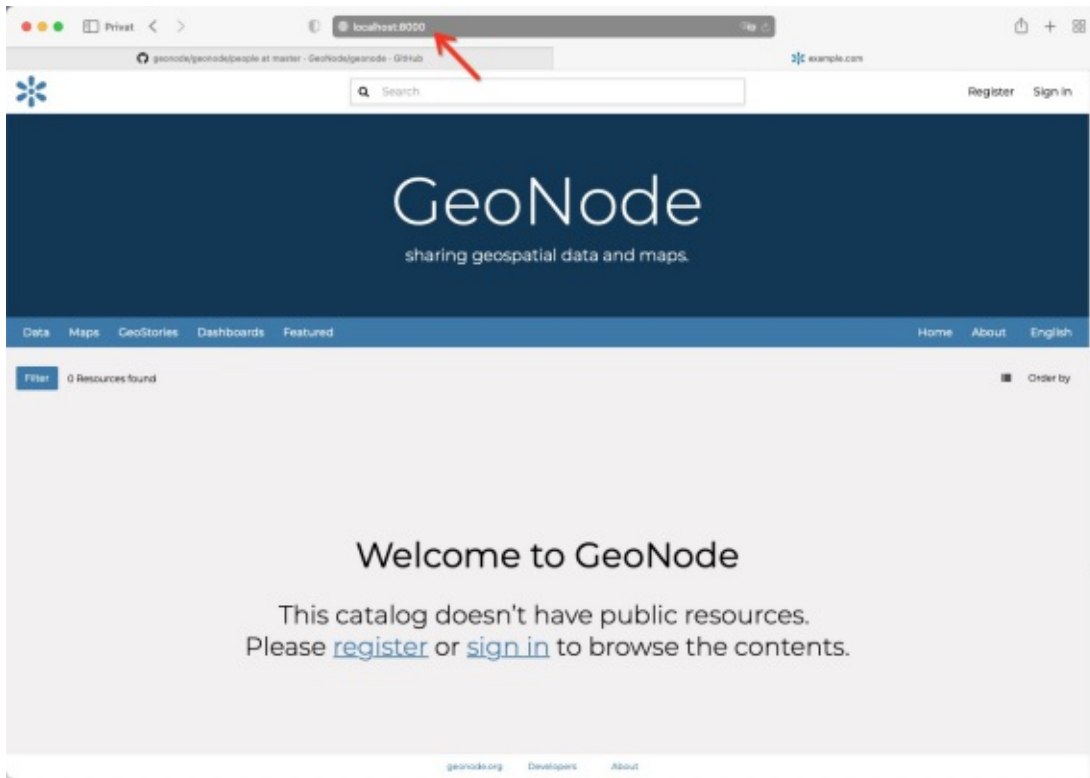 Privat
localhost:8000
geonode/geonode/people at master · GeoNode/geonode · GitHub
example.com
Search
Register Sign in
GeoNode
sharing geospatial data and maps.
Data Maps GeoStories Dashboards Featured Home About English
Filter 0 Resources found Order by
Welcome to GeoNode
This catalog doesn't have public resources.
Please register or sign in to browse the contents.
geonode.org Developers About